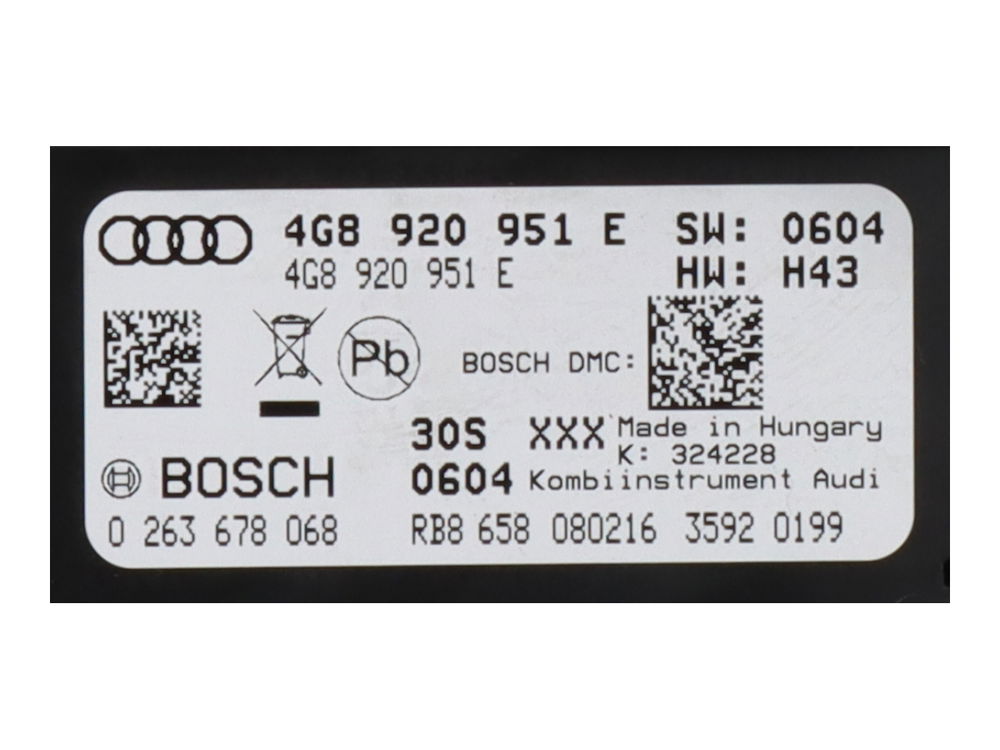 4G8 920 951 E SW: 0604
4G8 920 951 E HW: H43
Pb BOSCH DMC:
30S XXX Made in Hungary
K: 324228
BOSCH 0604 Kombiinstrument Audi
0 263 678 068 RB8 658 080216 3592 0199